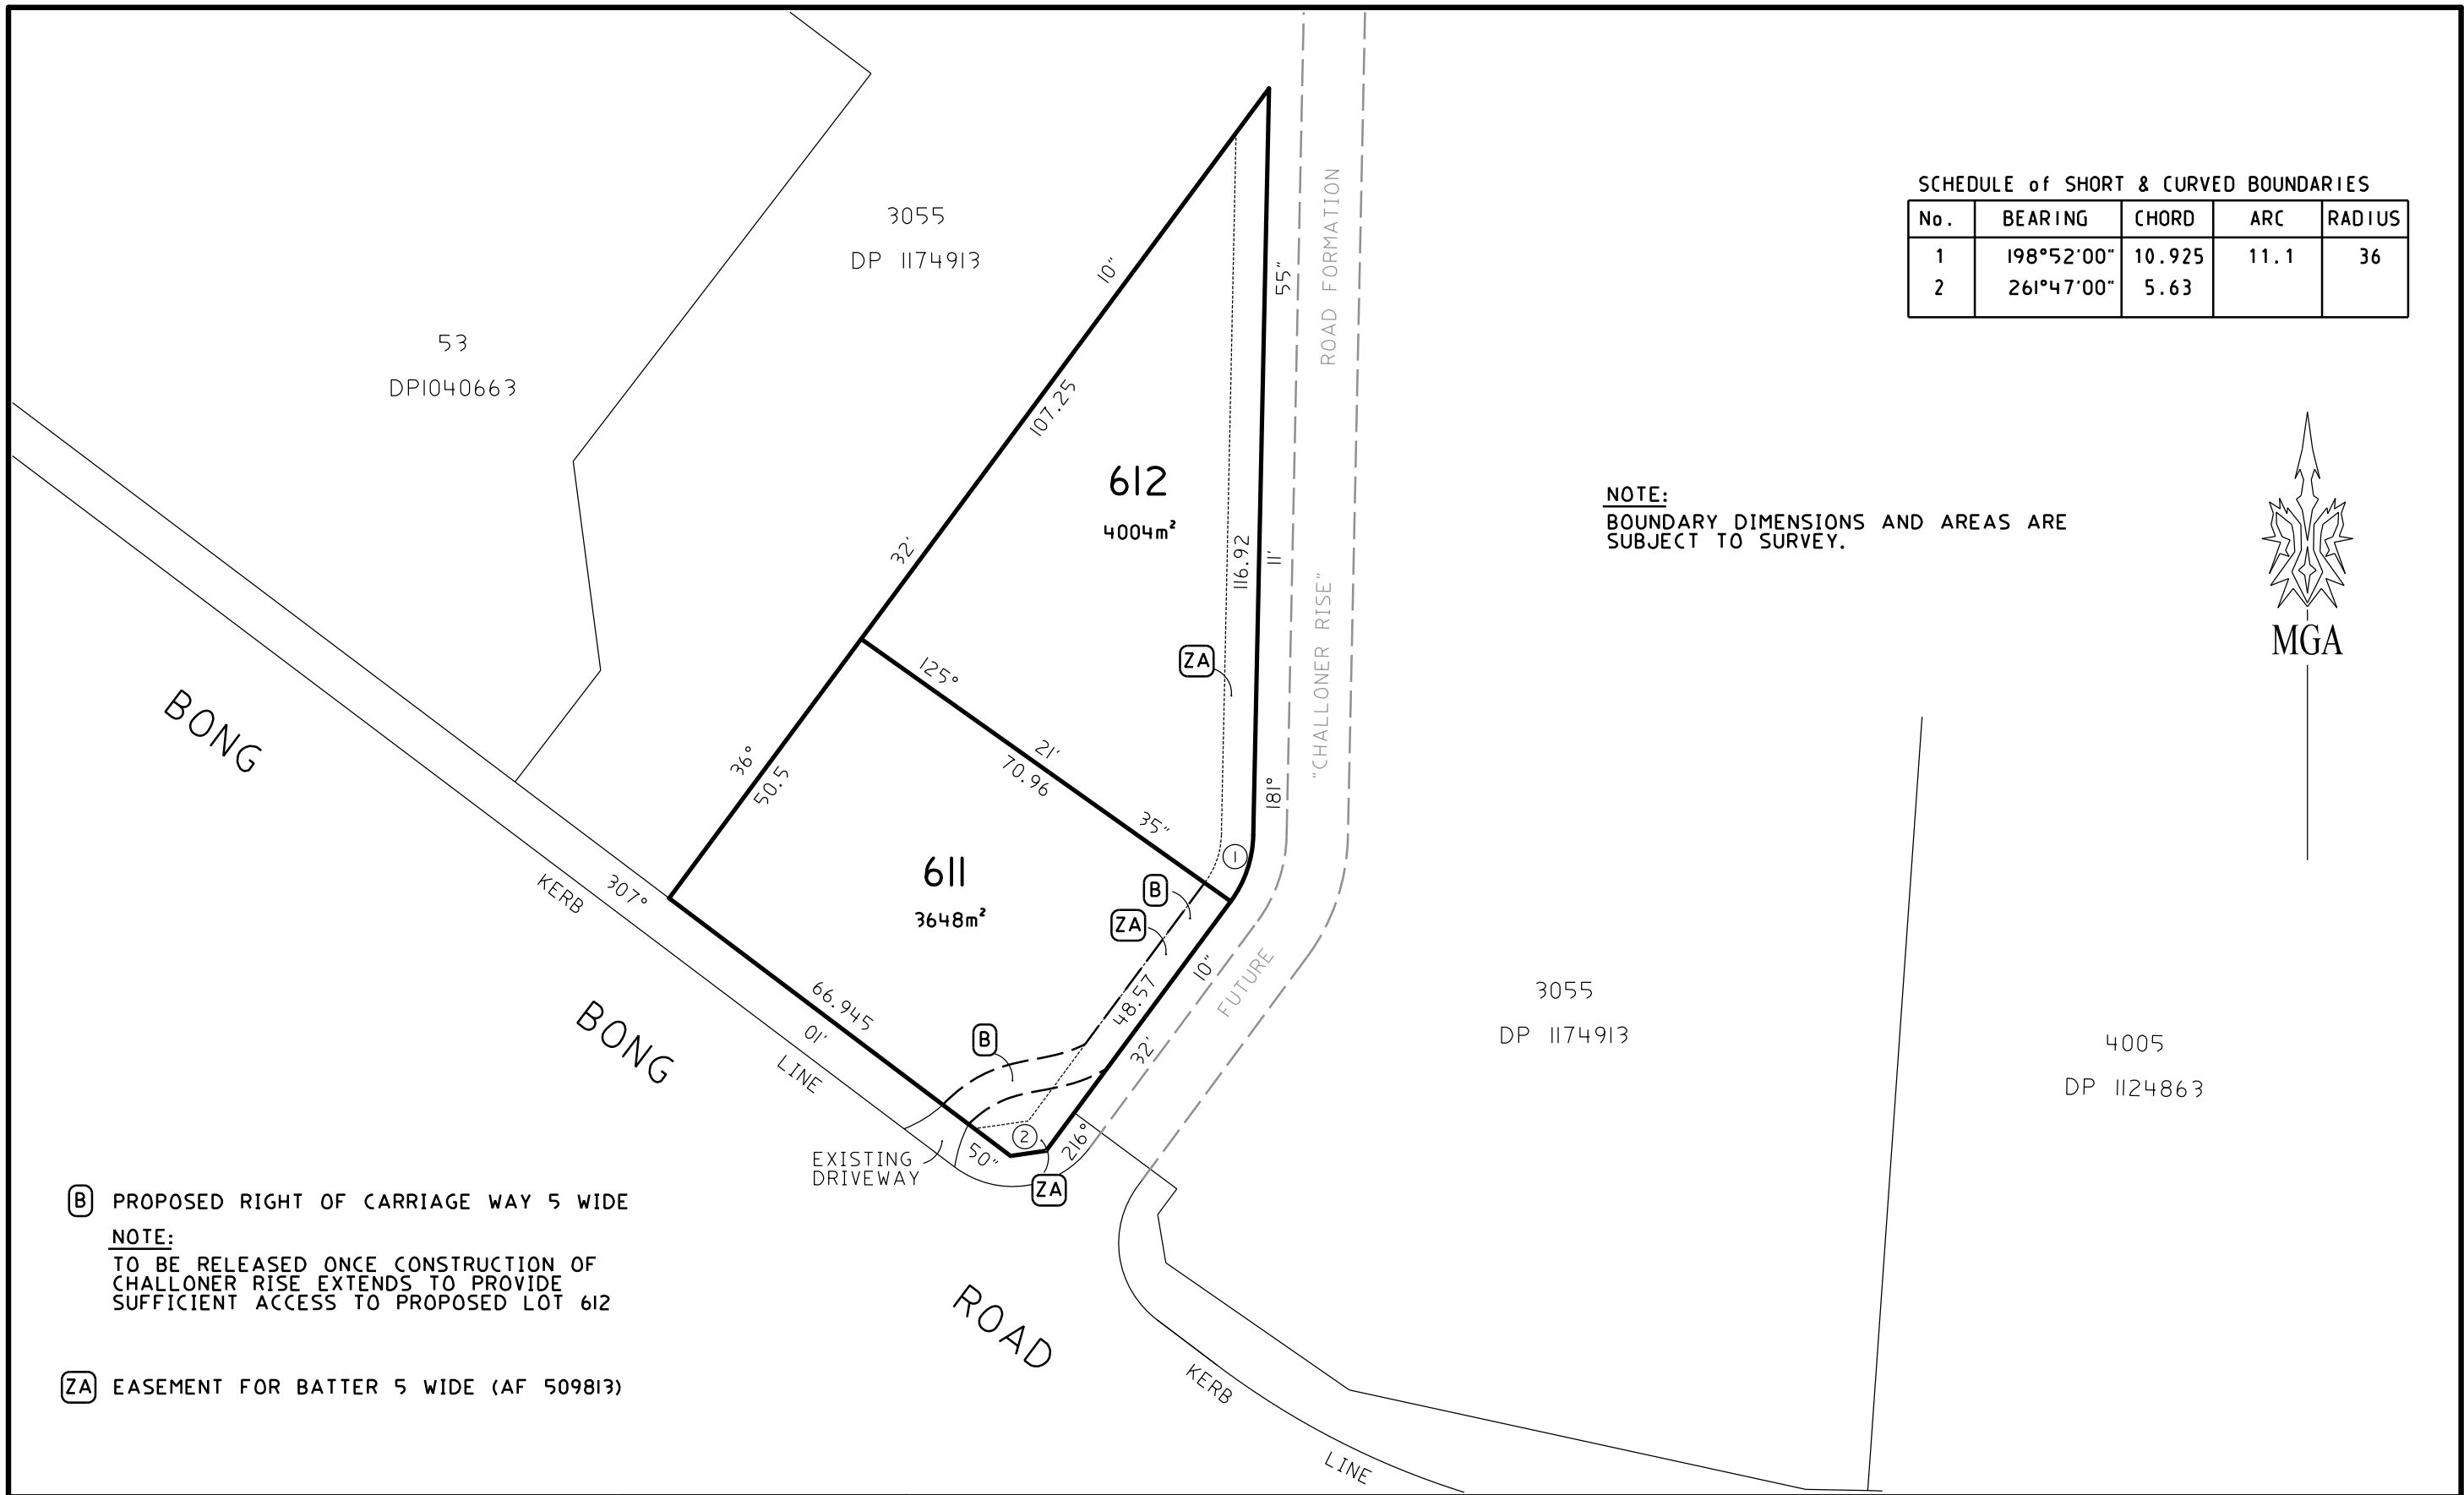 3055
DP 1174913
53
DP1040663
SCHEDULE of SHORT & CURVED BOUNDARIES
No. BEARING CHORD ARC RADIUS
1 198°52'00" 10.925 11.1 36
2 261°47'00" 5.63
NOTE:
BOUNDARY DIMENSIONS AND AREAS ARE
SUBJECT TO SURVEY.
MGA
612
4004m²
36° 32' 10"
107.25
50.5
181° 11' 55"
116.92
ZA
125° 21' 35"
70.96
1
611
3648m²
B
ZA
216° 32' 10"
48.57
B
307° 01' 50"
66.945
2
ZA
KERB LINE
EXISTING
DRIVEWAY
BONG BONG ROAD
FUTURE "CHALLONER RISE" ROAD FORMATION
3055
DP 1174913
4005
DP 1124863
KERB LINE
B PROPOSED RIGHT OF CARRIAGE WAY 5 WIDE
NOTE:
TO BE RELEASED ONCE CONSTRUCTION OF
CHALLONER RISE EXTENDS TO PROVIDE
SUFFICIENT ACCESS TO PROPOSED LOT 612
ZA EASEMENT FOR BATTER 5 WIDE (AF 509813)